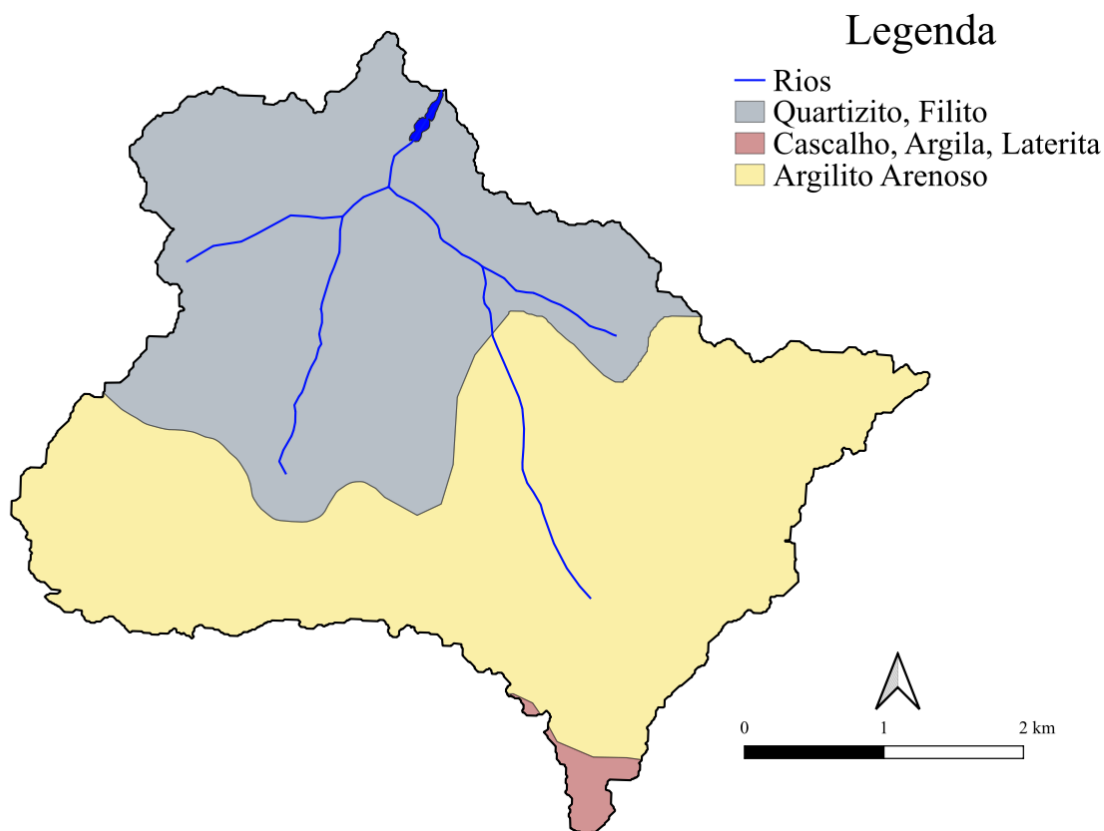 Legenda
Rios
Quartizito, Filito
Cascalho, Argila, Laterita
Argilito Arenoso
0 1 2 km